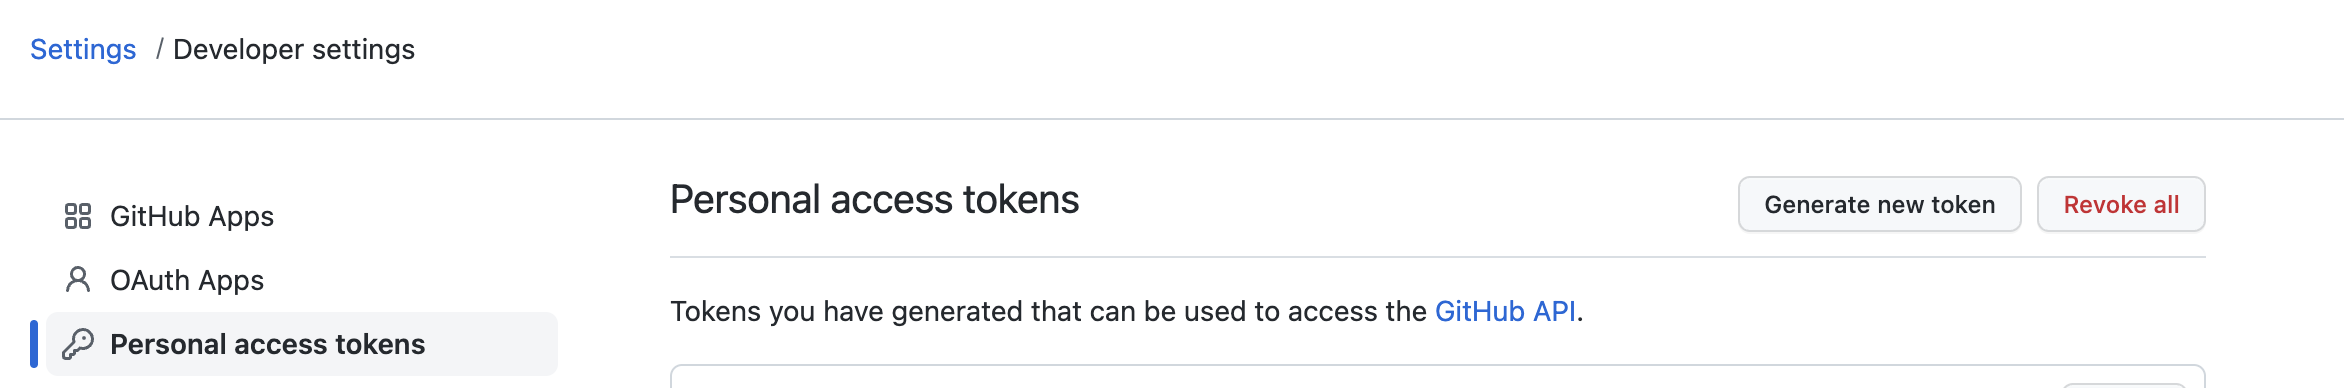 Settings / Developer settings
GitHub Apps
OAuth Apps
Personal access tokens
Personal access tokens
Generate new token
Revoke all
Tokens you have generated that can be used to access the GitHub API.